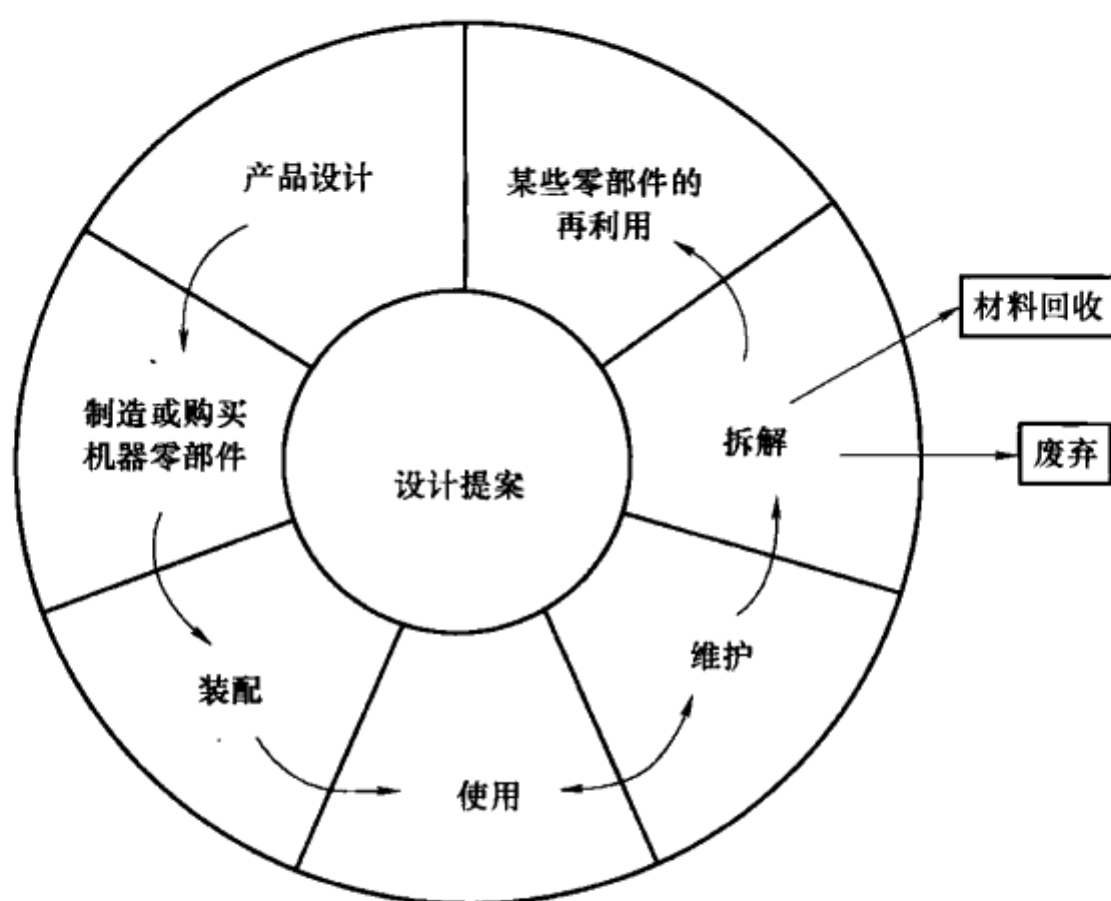 产品设计
某些零部件的
再利用
材料回收
制造或购买
机器零部件
拆解
废弃
设计提案
维护
装配
使用